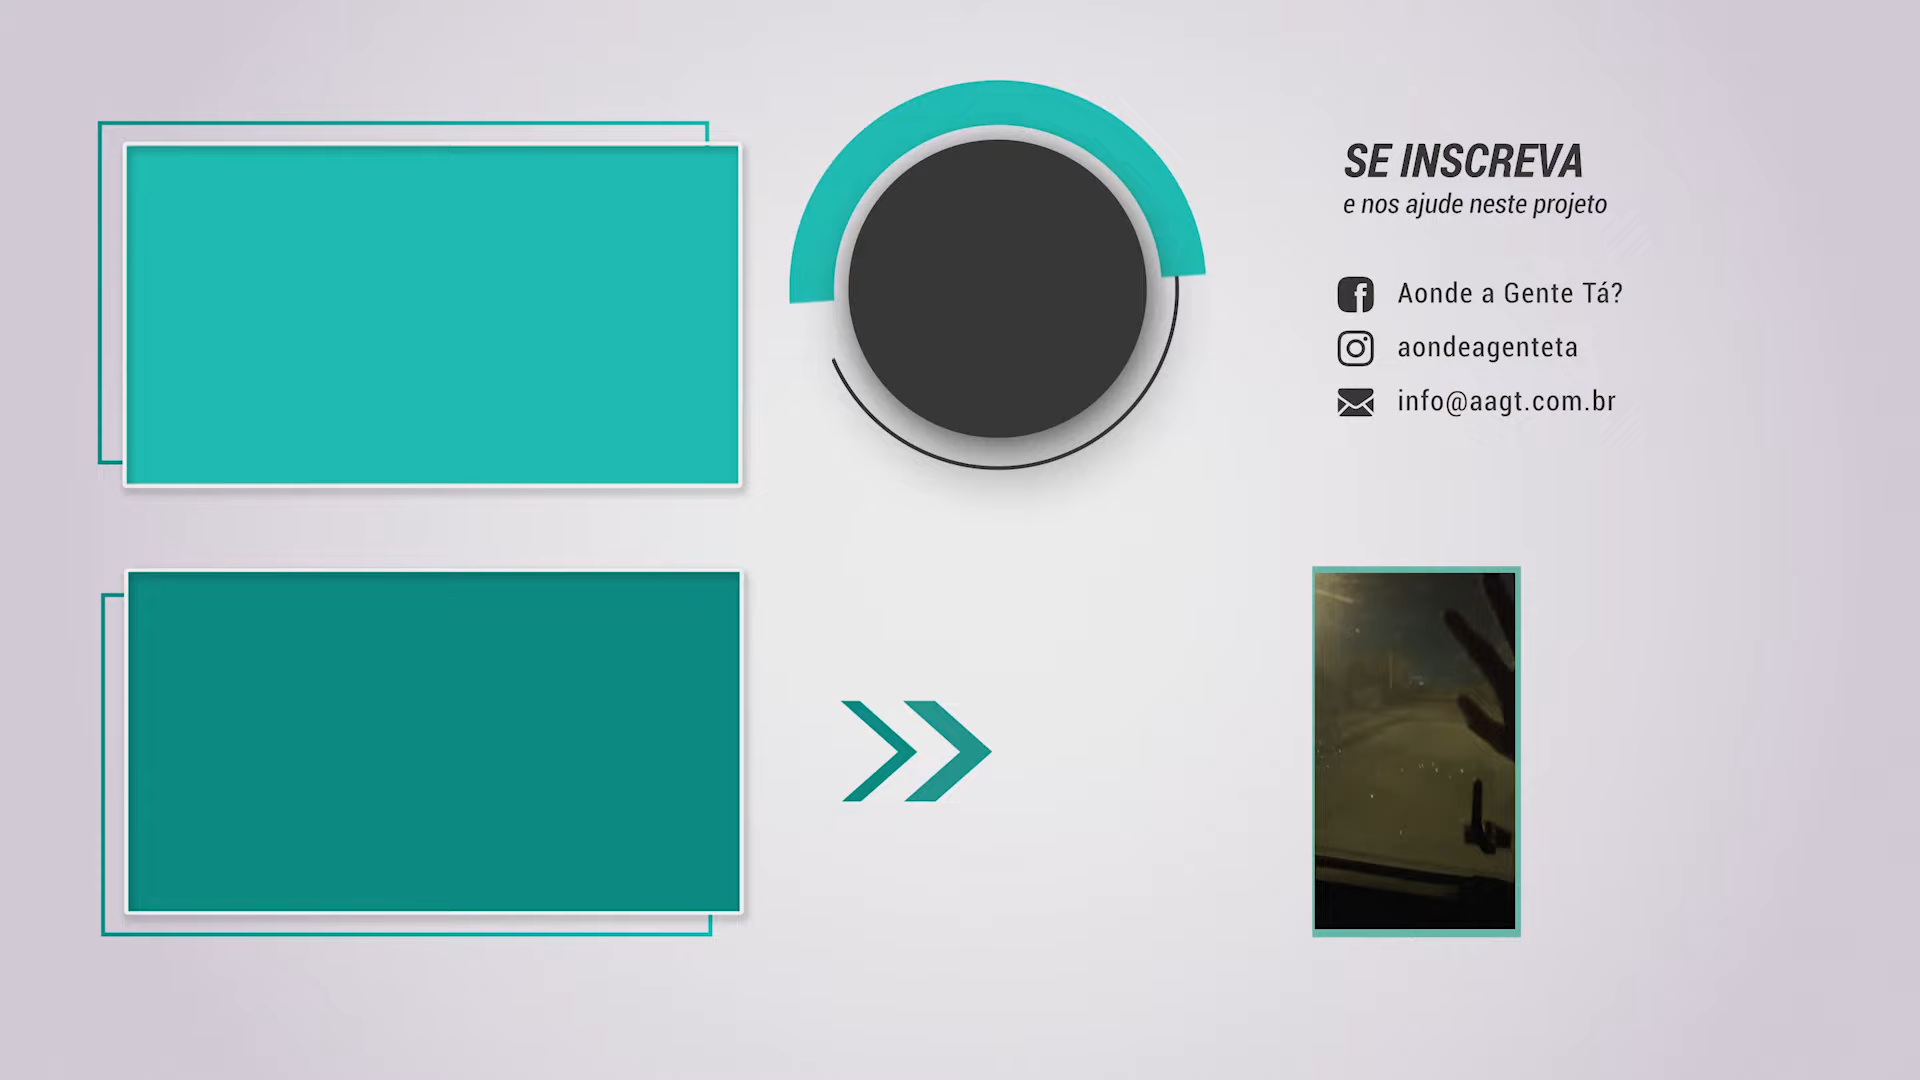 SE INSCREVA
e nos ajude neste projeto
Aonde a Gente Tá?
aondeagenteta
info@aagt.com.br